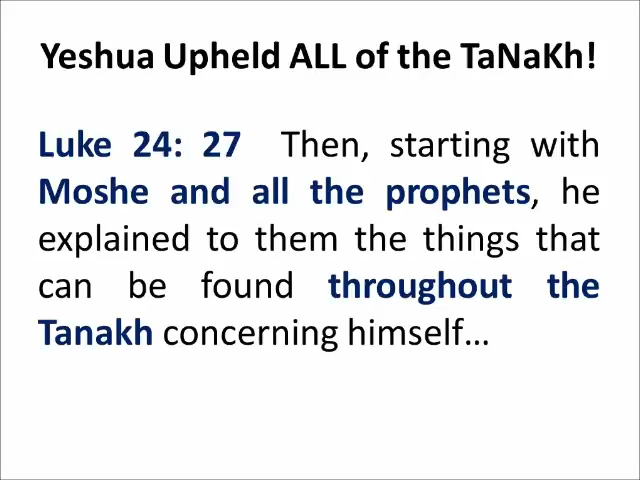 Yeshua Upheld ALL of the TaNaKh!
Luke 24: 27 Then, starting with
Moshe and all the prophets, he
explained to them the things that
can be found throughout the
Tanakh concerning himself...